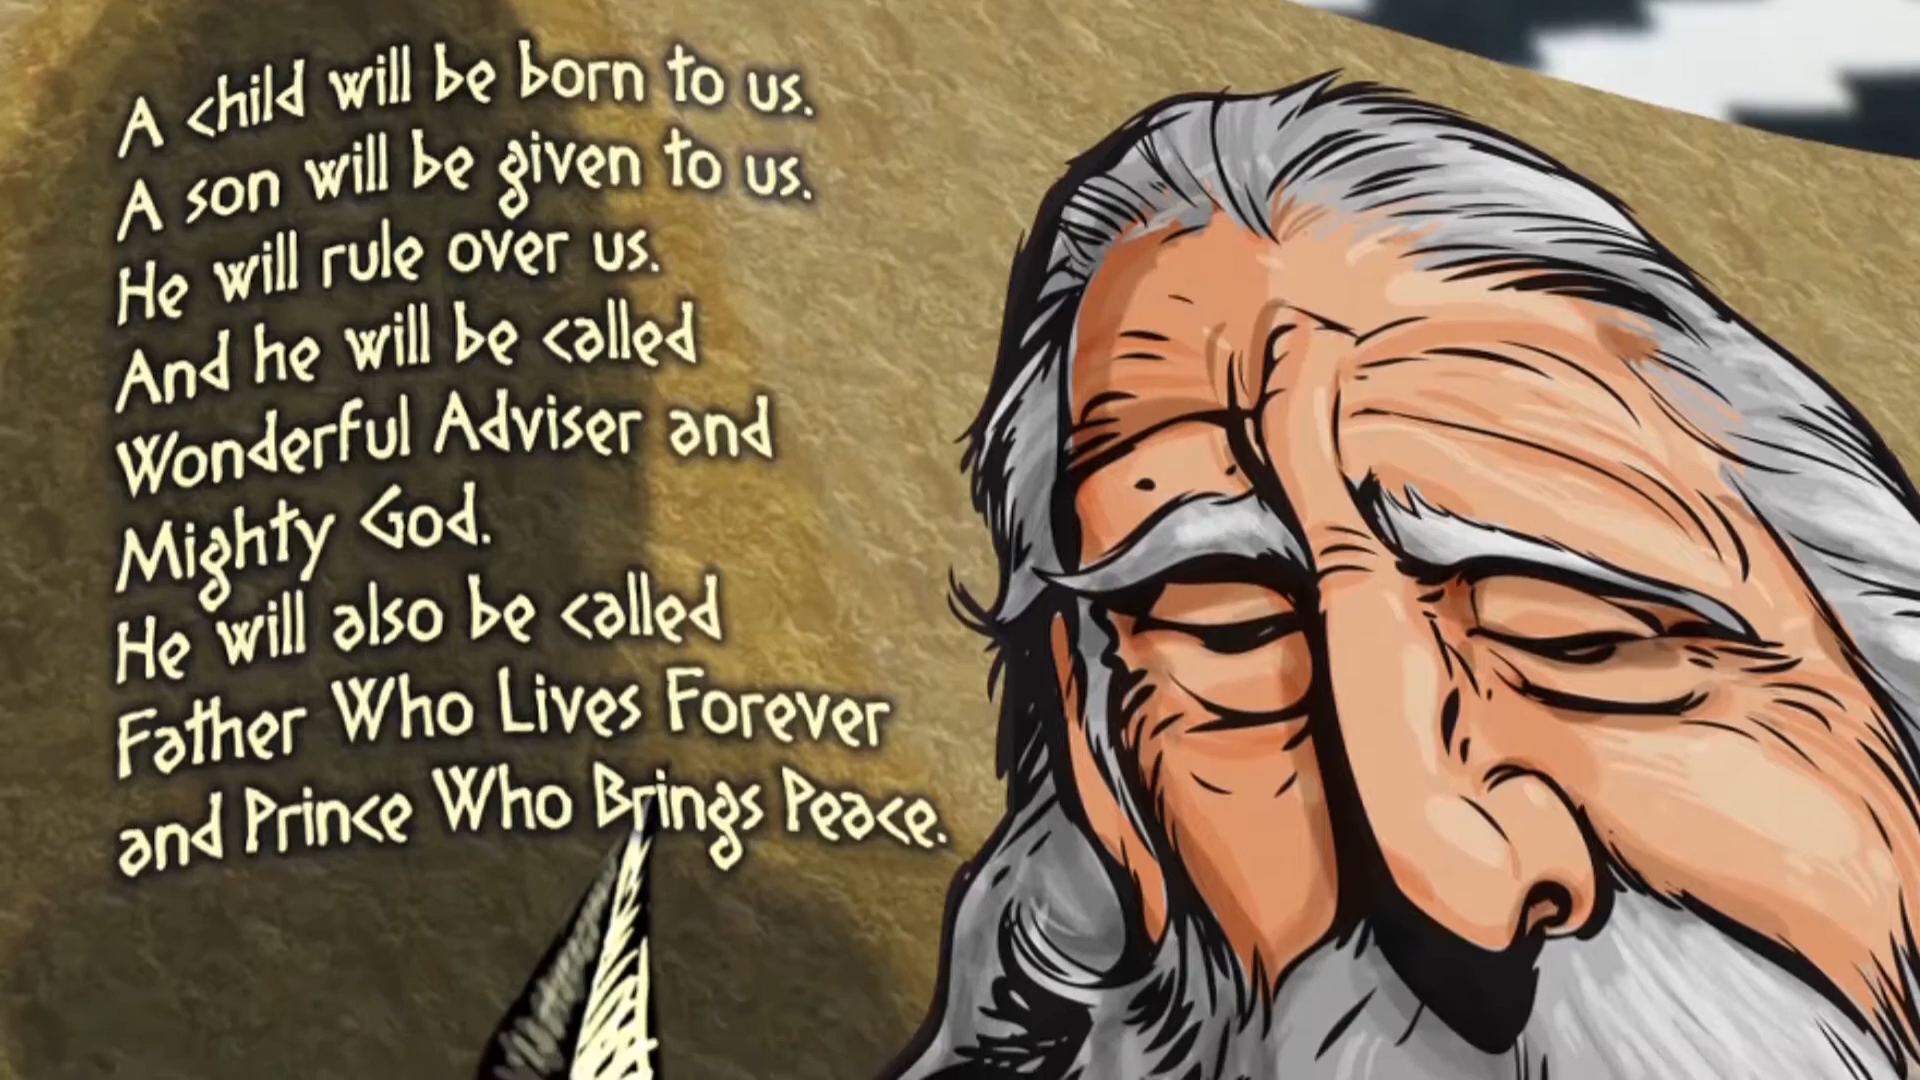 A child will be born to us.
A son will be given to us.
He will rule over us.
And he will be called
Wonderful Adviser and
Mighty God.
He will also be called
Father Who Lives Forever
and Prince Who Brings Peace.